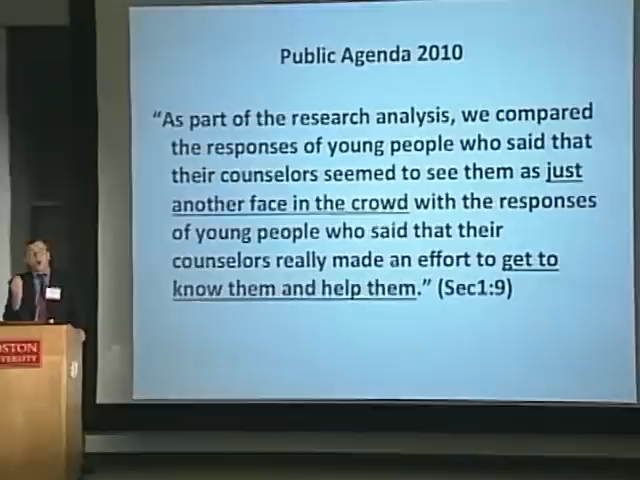 Public Agenda 2010
“As part of the research analysis, we compared
the responses of young people who said that
their counselors seemed to see them as just
another face in the crowd with the responses
of young people who said that their
counselors really made an effort to get to
know them and help them.” (Sec1:9)
OSTON
VERSITY